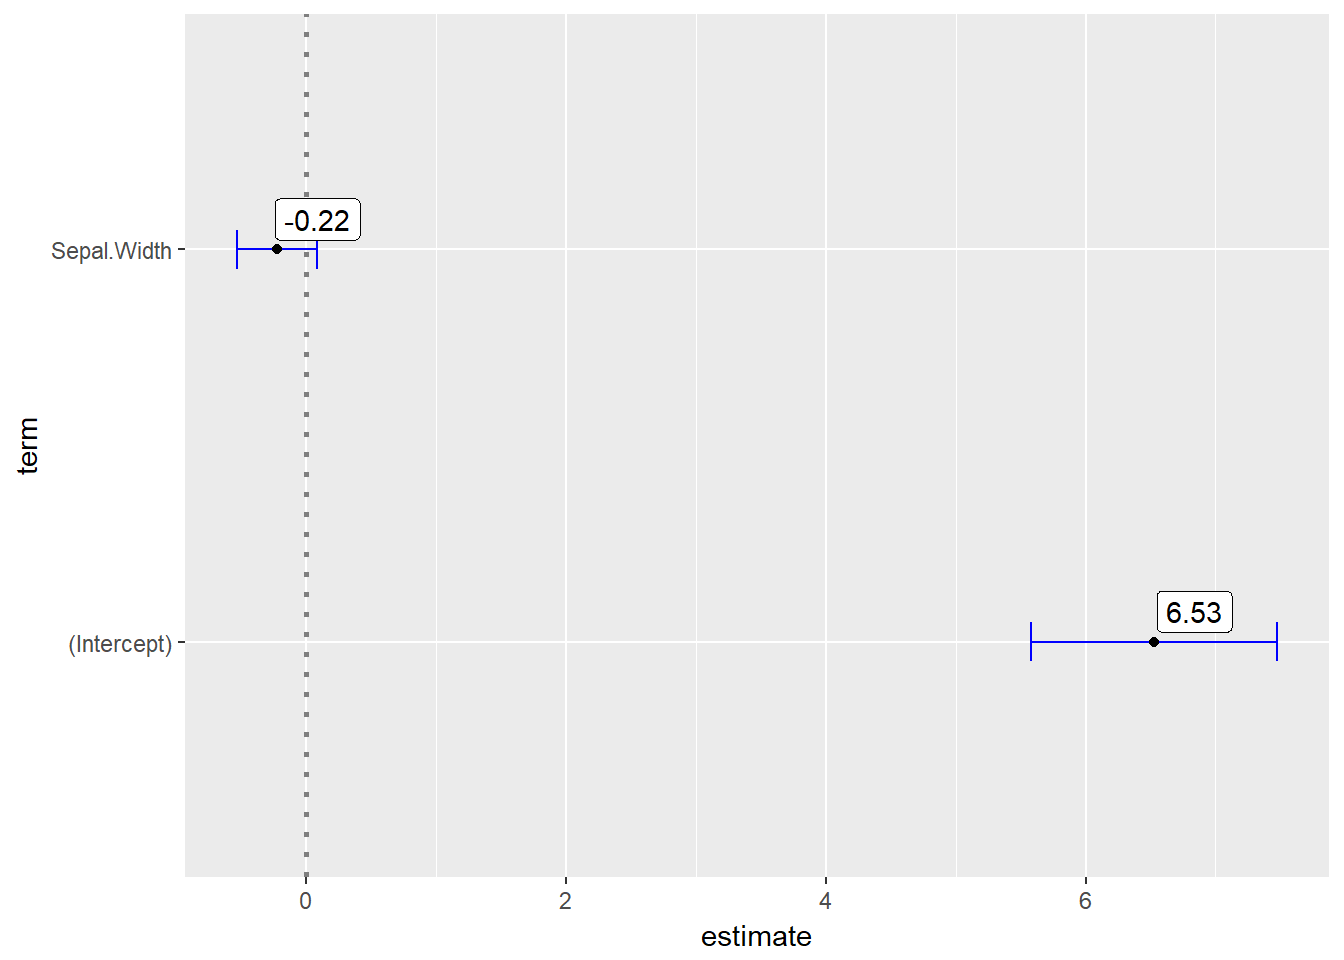 -0.22
Sepal.Width
term
6.53
(Intercept)
0 2 4 6
estimate